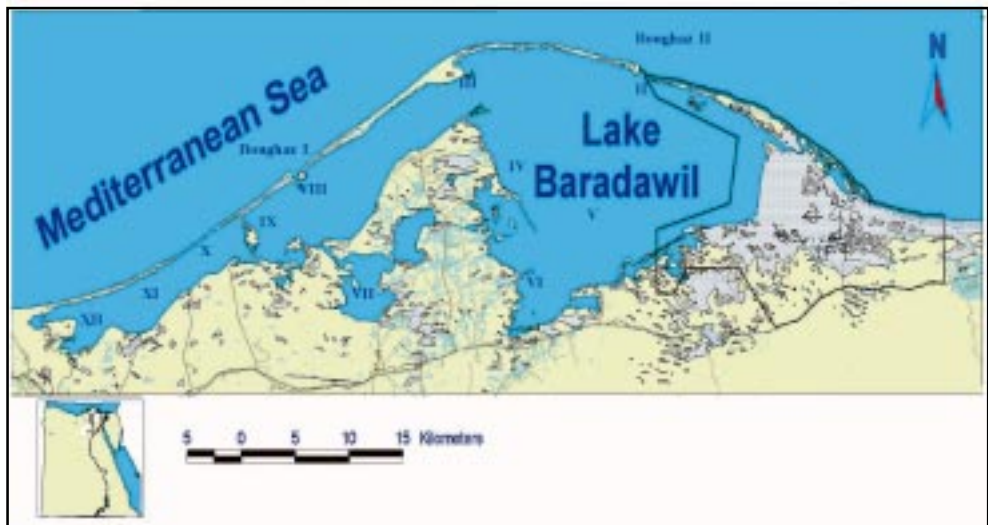 Boughaz II
N
Mediterranean Sea
III
II
Lake
Baradawil
Boughaz I
IV
VIII
V
IX
X
VI
XI
VII
XII
5 0 5 10 15 Kilometers